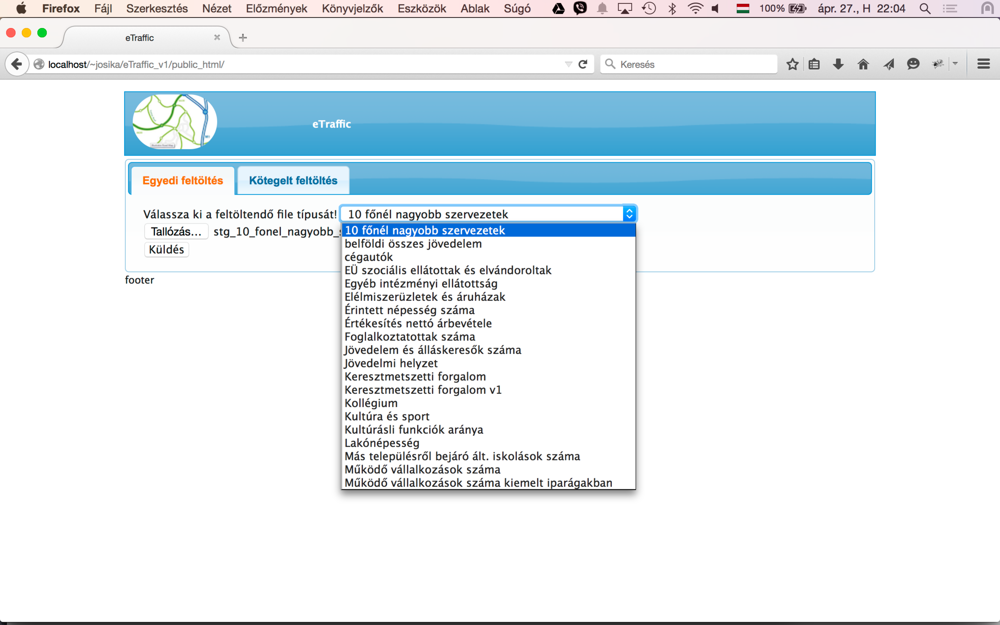 Firefox Fájl Szerkesztés Nézet Előzmények Könyvjelzők Eszközök Ablak Súgó 100% ápr. 27., H 22:04
eTraffic
localhost/~josika/eTraffic_v1/public_html/ Keresés
M1
eTraffic
Egyedi feltöltés Kötegelt feltöltés
Válassza ki a feltöltendő file típusát! 10 főnél nagyobb szervezetek
Tallózás... stg_10_fonel_nagyobb_
Küldés
10 főnél nagyobb szervezetek
belföldi összes jövedelem
cégautók
EÜ szociális ellátottak és elvándoroltak
Egyéb intézményi ellátottság
Elélmiszerüzletek és áruházak
Érintett népesség száma
Értékesítés nettó árbevétele
Foglalkoztatottak száma
Jövedelem és álláskeresők száma
Jövedelmi helyzet
Keresztmetszetti forgalom
Keresztmetszetti forgalom v1
Kollégium
Kultúra és sport
Kultúrásli funkciók aránya
Lakónépesség
Más településről bejáró ált. iskolások száma
Működő vállalkozások száma
Működő vállalkozások száma kiemelt iparágakban
footer